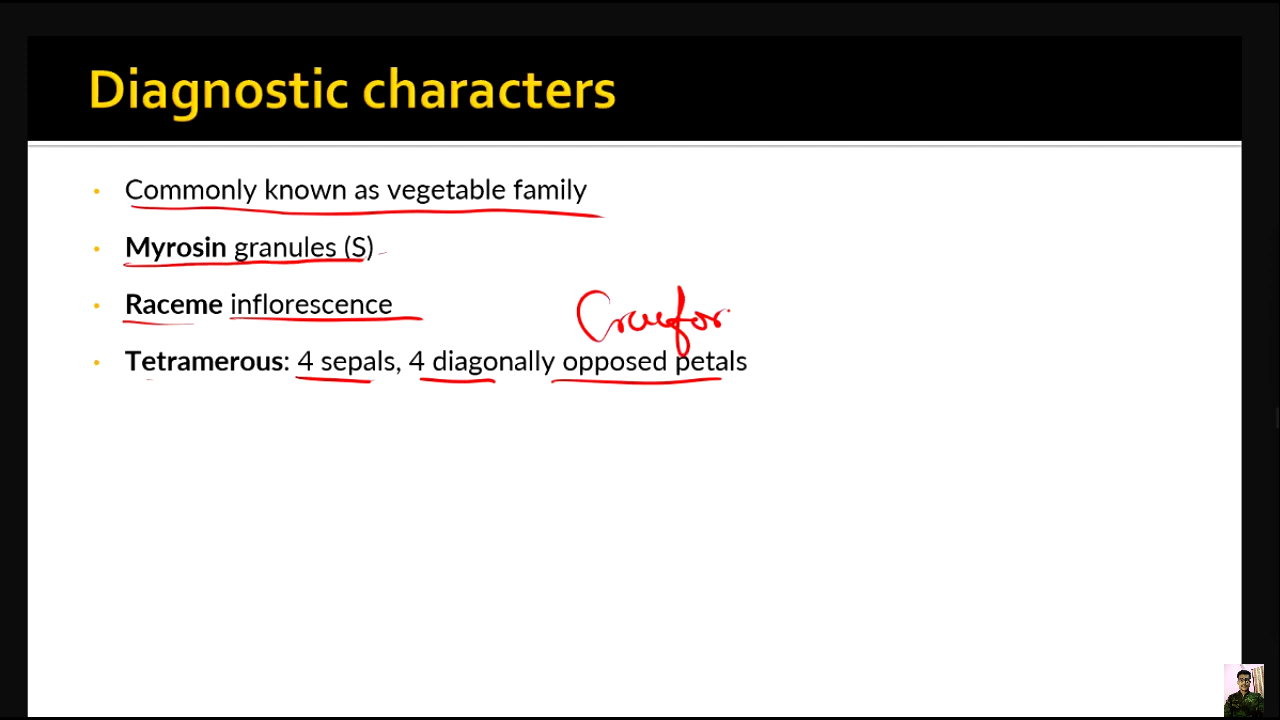 Diagnostic characters
• Commonly known as vegetable family
• Myrosin granules (S)
• Raceme inflorescence
• Tetramerous: 4 sepals, 4 diagonally opposed petals